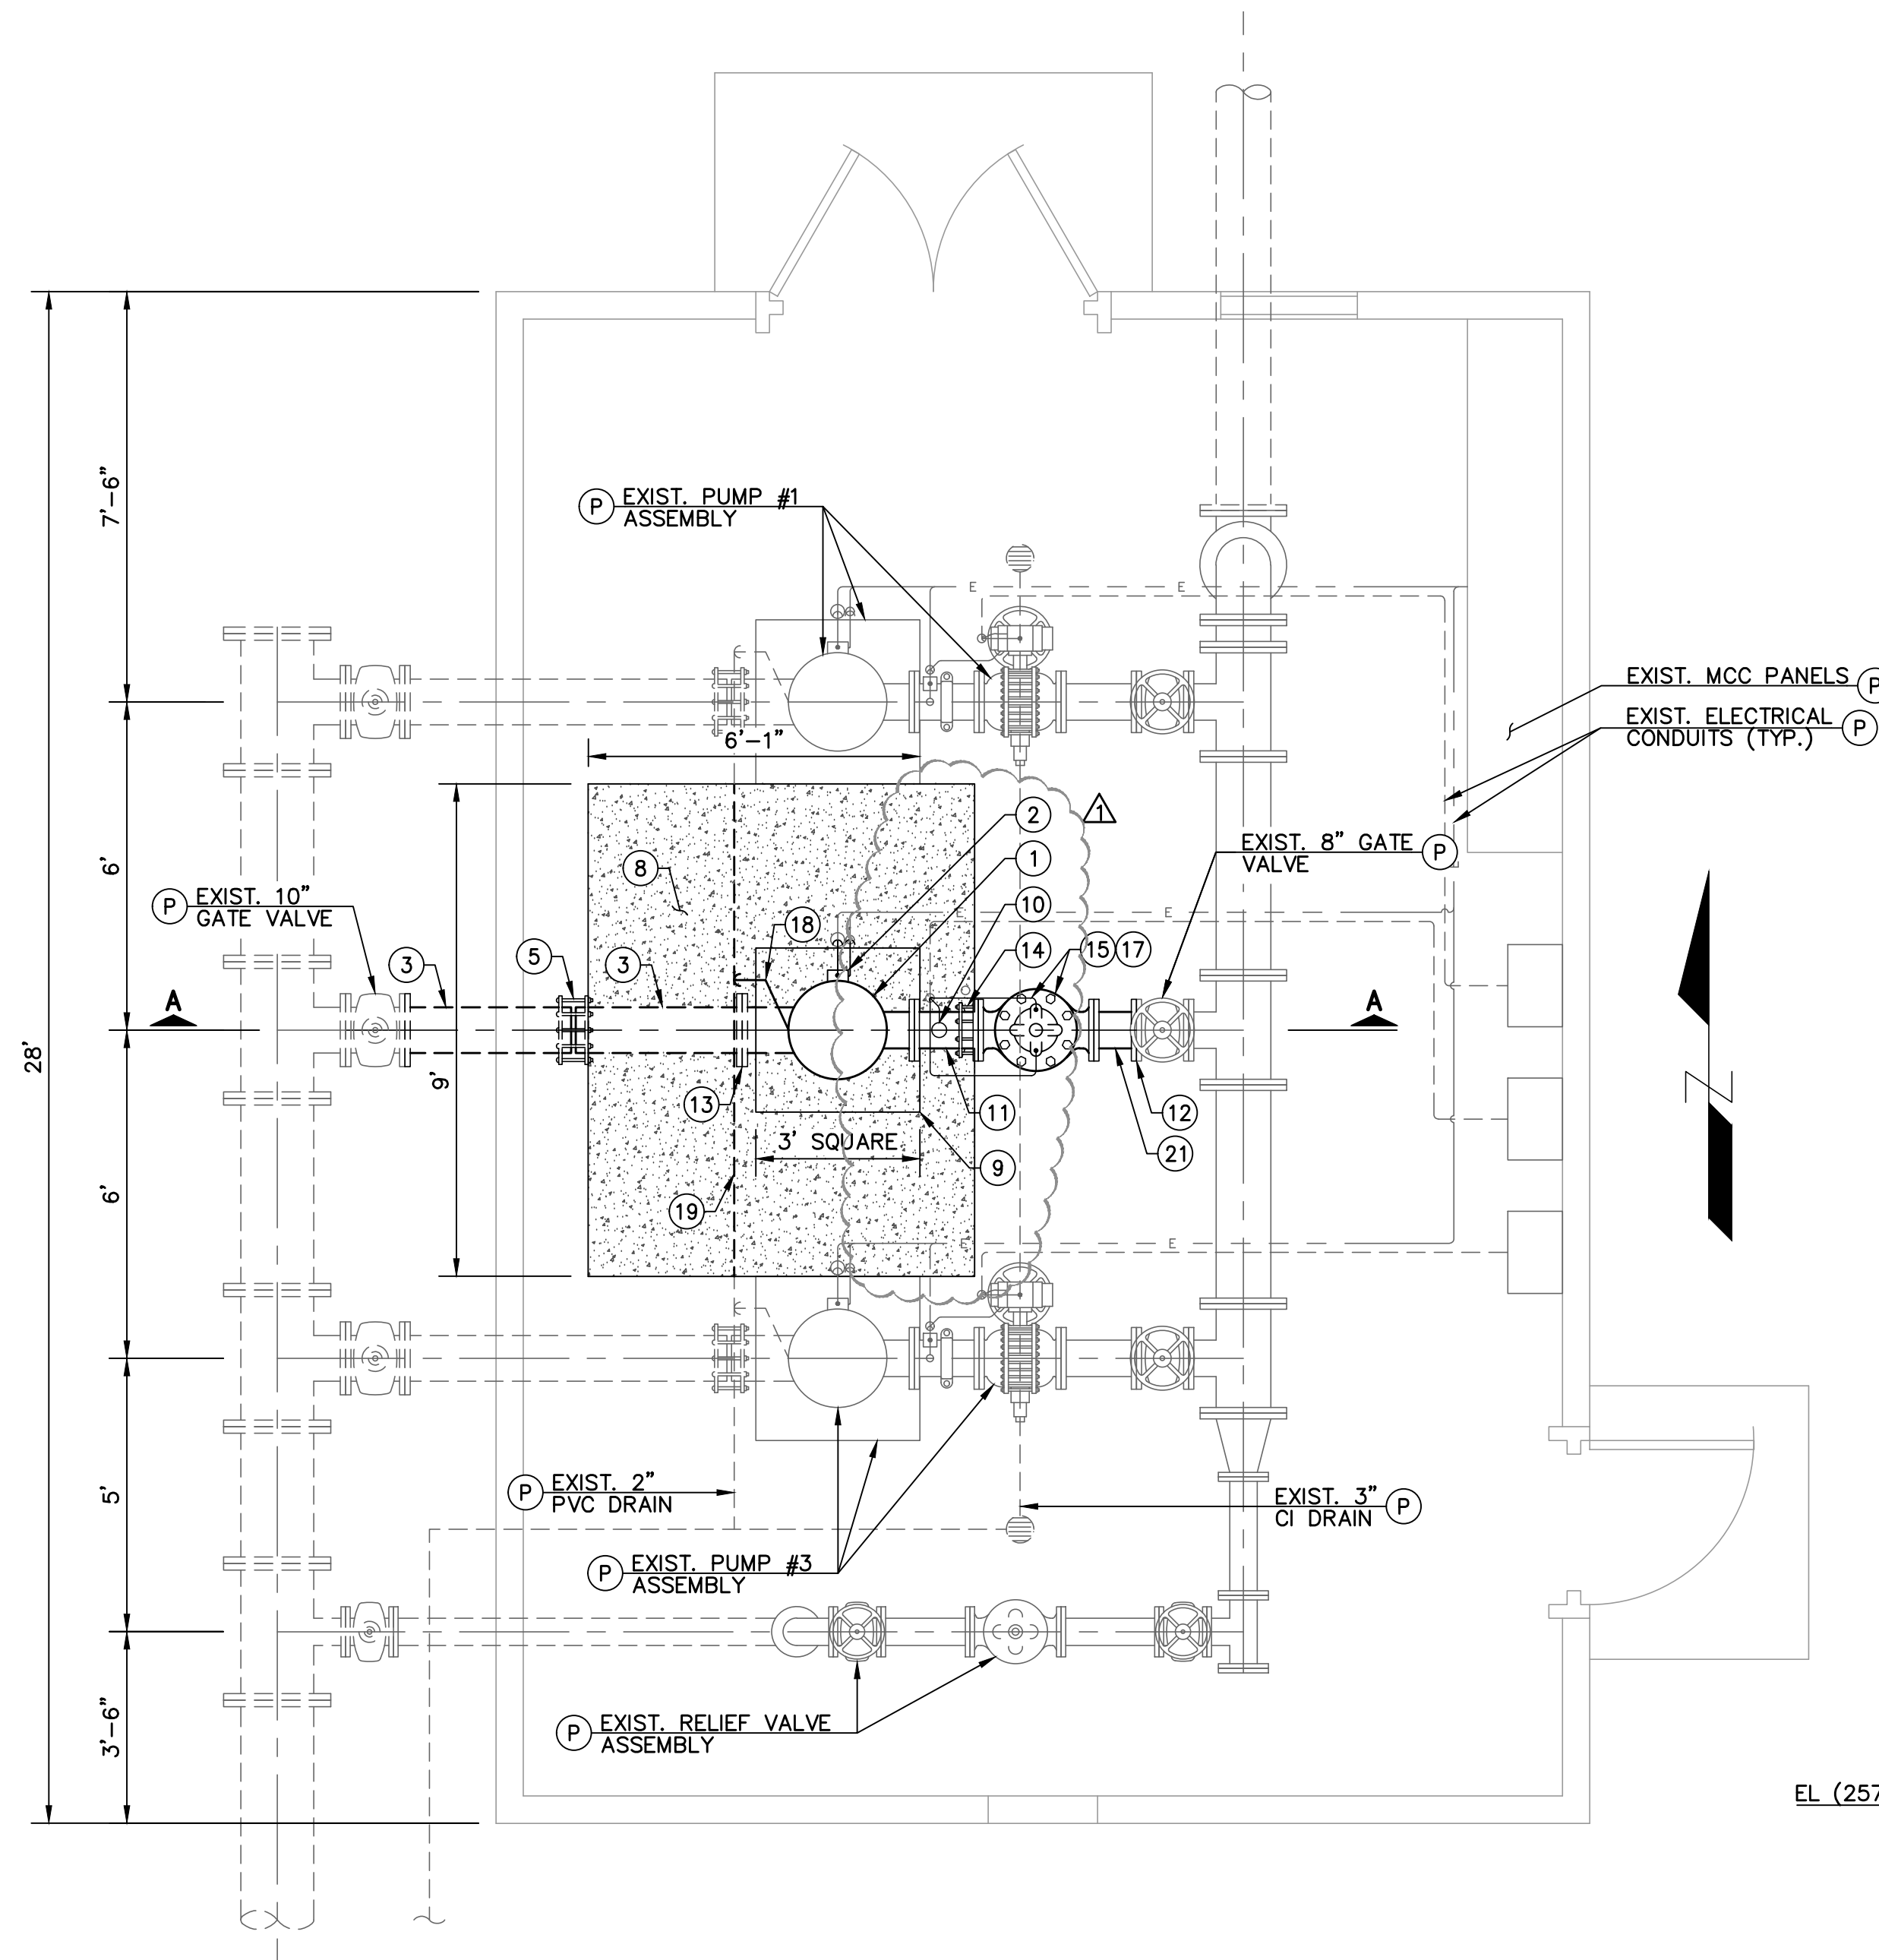 7'-6"
P EXIST. PUMP #1
ASSEMBLY
E E
EXIST. MCC PANELS P
EXIST. ELECTRICAL P
CONDUITS (TYP.)
6'-1"
2
1
1
EXIST. 8" GATE P
VALVE
6'
8
P EXIST. 10"
GATE VALVE
10
E E
18
14
15 17
3
5
3
A
A
28'
9'
13
11
12
3' SQUARE
21
9
6'
19
E E
N
5'
P EXIST. 2"
PVC DRAIN
EXIST. 3" P
CI DRAIN
P EXIST. PUMP #3
ASSEMBLY
3'-6"
P EXIST. RELIEF VALVE
ASSEMBLY
EL (257